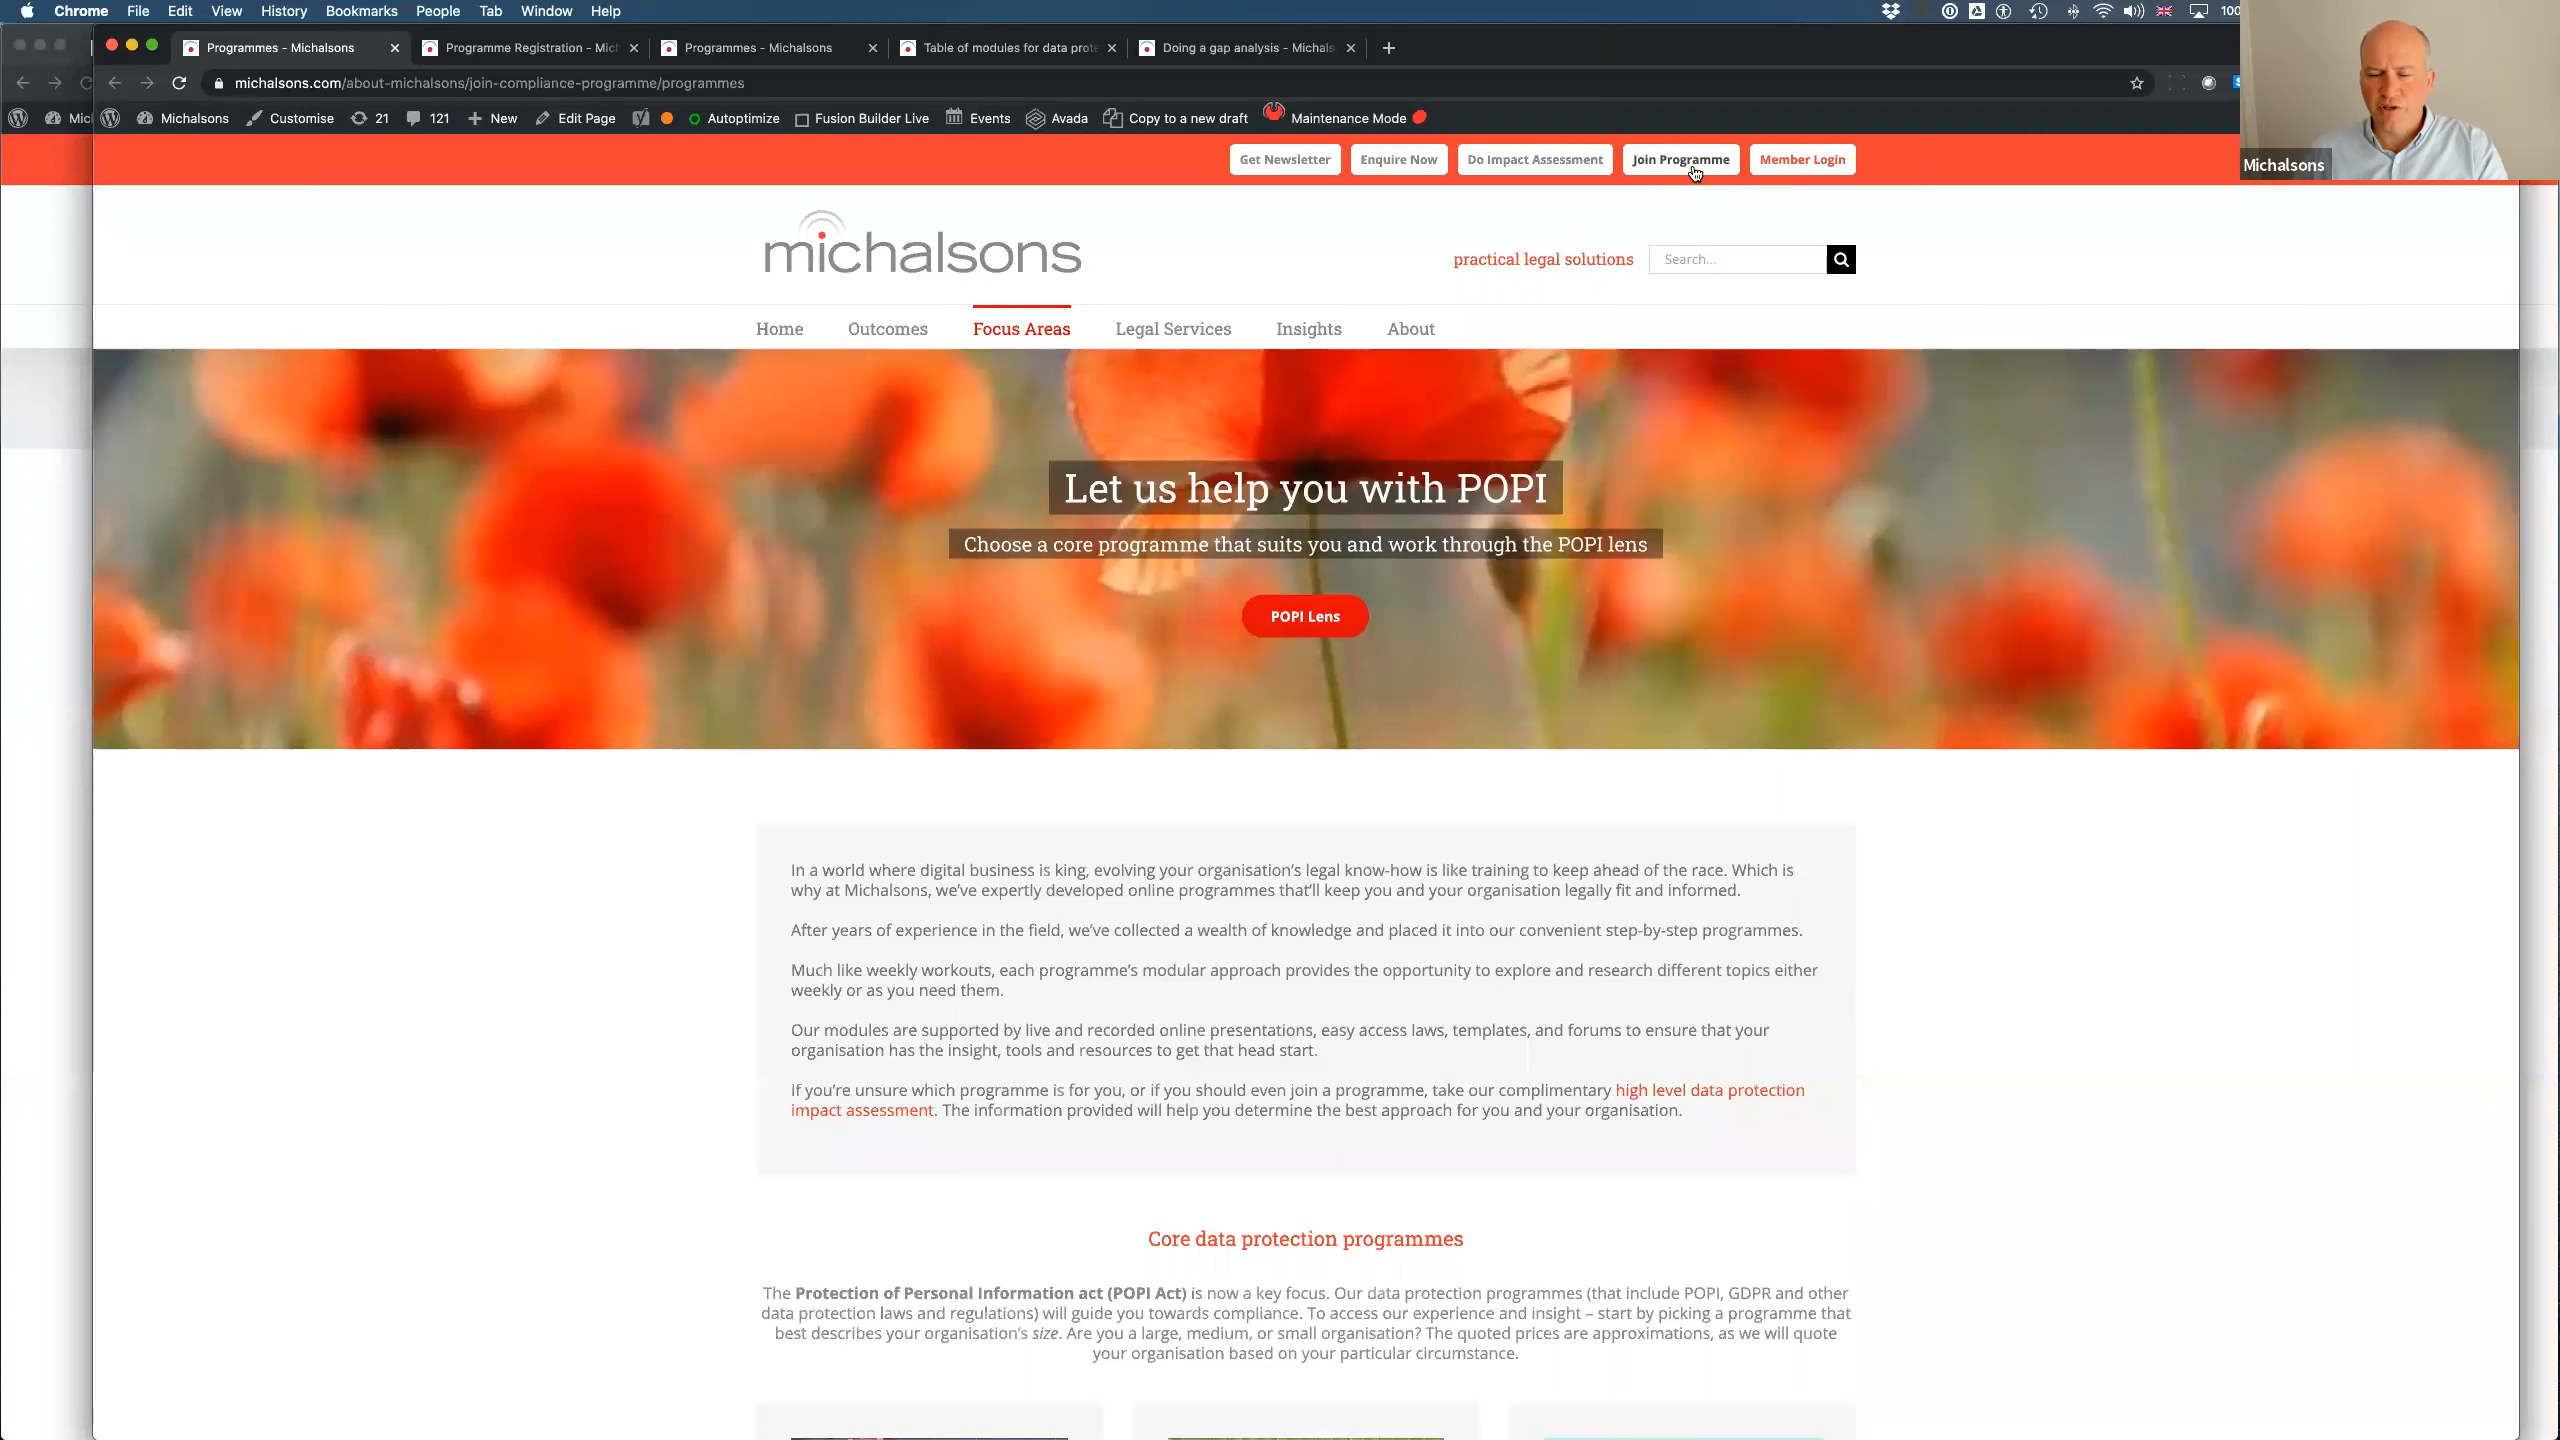 Chrome File Edit View History Bookmarks People Tab Window Help
Programmes - Michalsons
Programme Registration - Mich
Programmes - Michalsons
Table of modules for data prote
Doing a gap analysis - Michals
michalsons.com/about-michalsons/join-compliance-programme/programmes
Michalsons Customise 21 121 New Edit Page Autoptimize Fusion Builder Live Events Avada Copy to a new draft Maintenance Mode
Michalsons
Get Newsletter Enquire Now Do Impact Assessment Join Programme Member Login
michalsons
practical legal solutions
Search...
Home Outcomes Focus Areas Legal Services Insights About
Let us help you with POPI
Choose a core programme that suits you and work through the POPI lens
POPI Lens
In a world where digital business is king, evolving your organisation's legal know-how is like training to keep ahead of the race. Which is
why at Michalsons, we've expertly developed online programmes that'll keep you and your organisation legally fit and informed.
After years of experience in the field, we've collected a wealth of knowledge and placed it into our convenient step-by-step programmes.
Much like weekly workouts, each programme's modular approach provides the opportunity to explore and research different topics either
weekly or as you need them.
Our modules are supported by live and recorded online presentations, easy access laws, templates, and forums to ensure that your
organisation has the insight, tools and resources to get that head start.
If you're unsure which programme is for you, or if you should even join a programme, take our complimentary high level data protection
impact assessment. The information provided will help you determine the best approach for you and your organisation.
Core data protection programmes
The Protection of Personal Information act (POPI Act) is now a key focus. Our data protection programmes (that include POPI, GDPR and other
data protection laws and regulations) will guide you towards compliance. To access our experience and insight – start by picking a programme that
best describes your organisation's size. Are you a large, medium, or small organisation? The quoted prices are approximations, as we will quote
your organisation based on your particular circumstance.